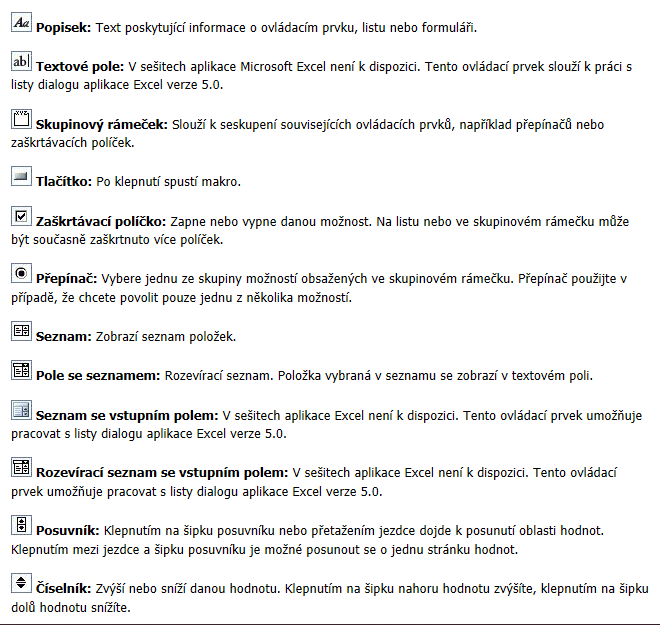 Aa Popisek: Text poskytující informace o ovládacím prvku, listu nebo formuláři.
ab| Textové pole: V sešitech aplikace Microsoft Excel není k dispozici. Tento ovládací prvek slouží k práci s
listy dialogu aplikace Excel verze 5.0.
XYZ Skupinový rámeček: Slouží k seskupení souvisejících ovládacích prvků, například přepínačů nebo
zaškrtávacích políček.
Tlačítko: Po klepnutí spustí makro.
Zaškrtávací políčko: Zapne nebo vypne danou možnost. Na listu nebo ve skupinovém rámečku může
být současně zaškrtnuto více políček.
Přepínač: Vybere jednu ze skupiny možností obsažených ve skupinovém rámečku. Přepínač použijte v
případě, že chcete povolit pouze jednu z několika možností.
Seznam: Zobrazí seznam položek.
Pole se seznamem: Rozevírací seznam. Položka vybraná v seznamu se zobrazí v textovém poli.
Seznam se vstupním polem: V sešitech aplikace Excel není k dispozici. Tento ovládací prvek umožňuje
pracovat s listy dialogu aplikace Excel verze 5.0.
Rozevírací seznam se vstupním polem: V sešitech aplikace Excel není k dispozici. Tento ovládací
prvek umožňuje pracovat s listy dialogu aplikace Excel verze 5.0.
Posuvník: Klepnutím na šipku posuvníku nebo přetažením jezdce dojde k posunutí oblasti hodnot.
Klepnutím mezi jezdce a šipku posuvníku je možné posunout se o jednu stránku hodnot.
Číselník: Zvýší nebo sníží danou hodnotu. Klepnutím na šipku nahoru hodnotu zvýšíte, klepnutím na šipku
dolů hodnotu snížíte.